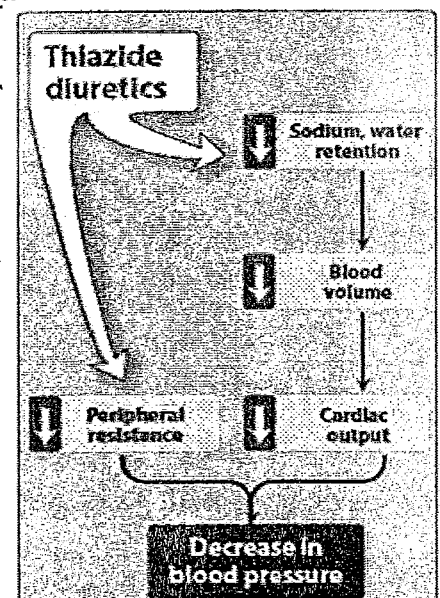 Thiazide
diuretics
Sodium, water
retention
Blood
volume
Peripheral
resistance
Cardiac
output
Decrease in
blood pressure